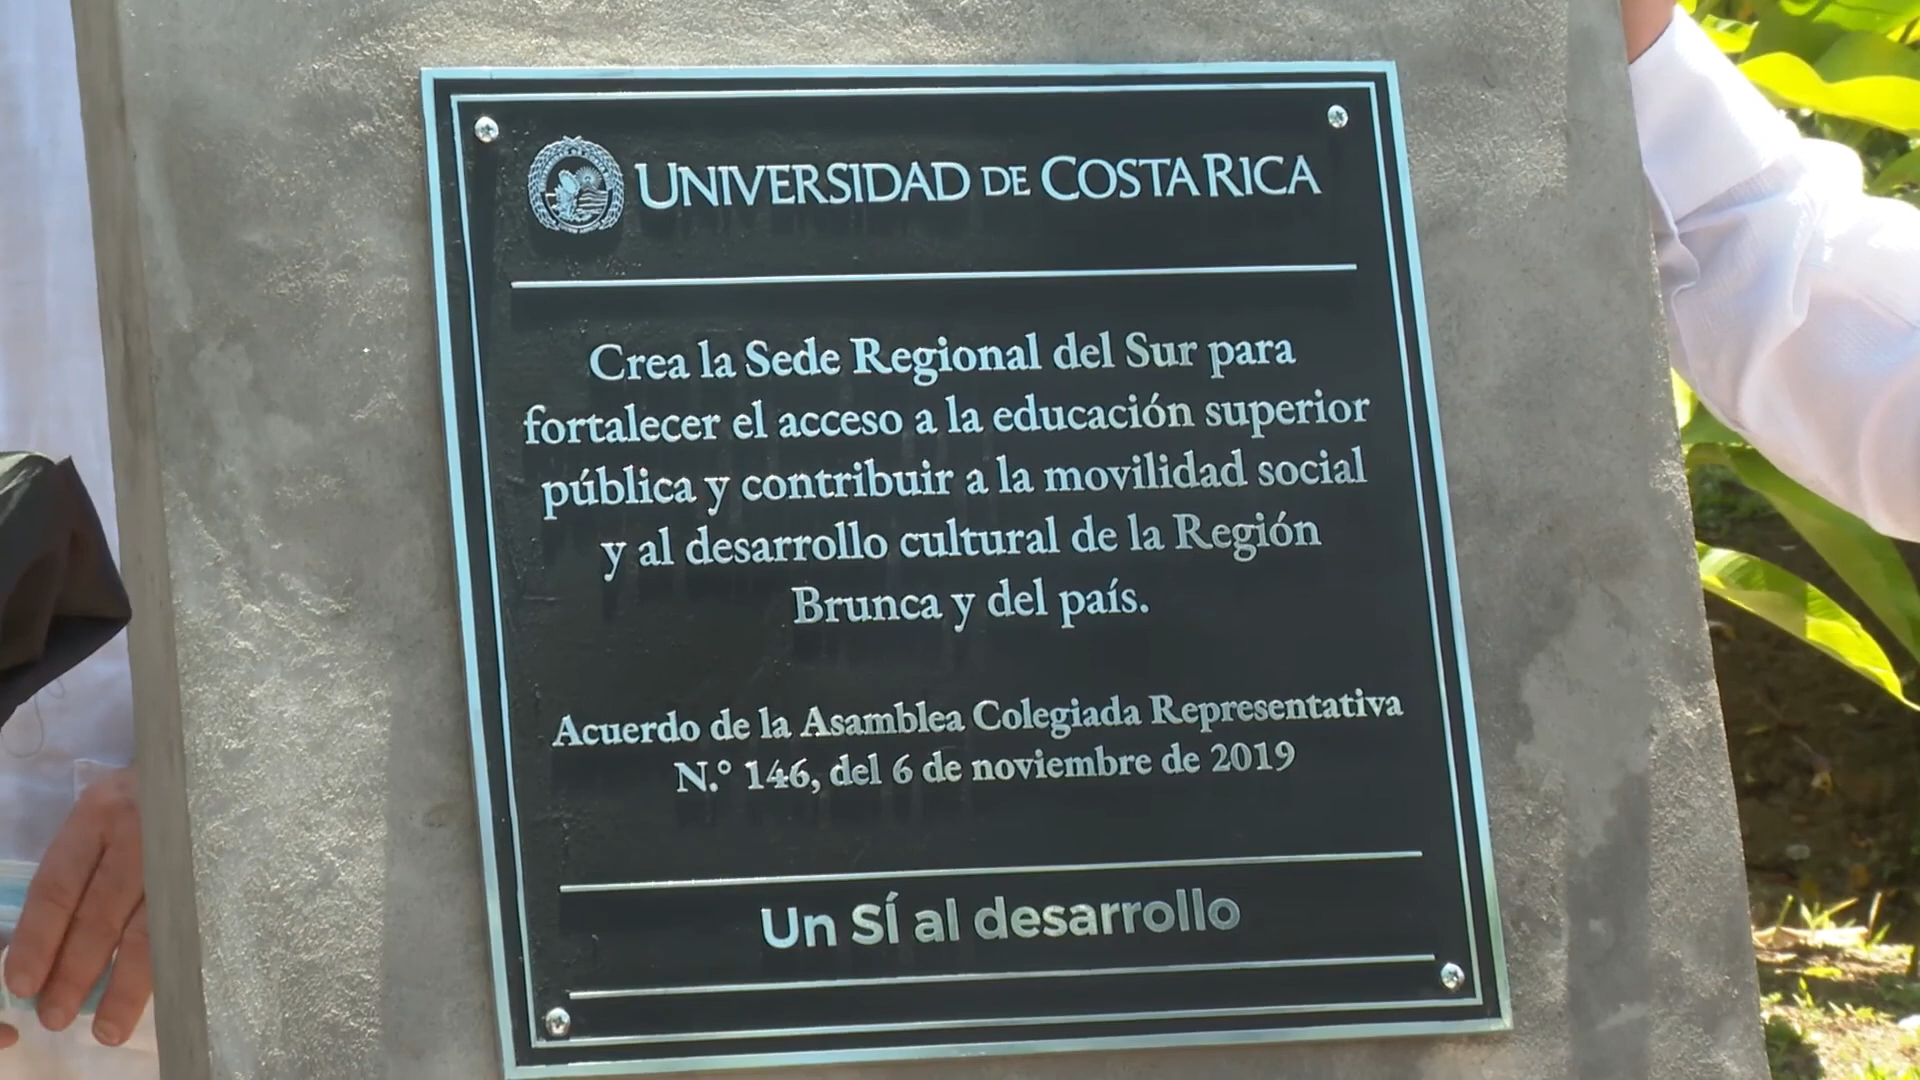 UNIVERSIDAD DE COSTA RICA
Crea la Sede Regional del Sur para
fortalecer el acceso a la educación superior
pública y contribuir a la movilidad social
y al desarrollo cultural de la Región
Brunca y del país.
Acuerdo de la Asamblea Colegiada Representativa
N.° 146, del 6 de noviembre de 2019
Un SÍ al desarrollo